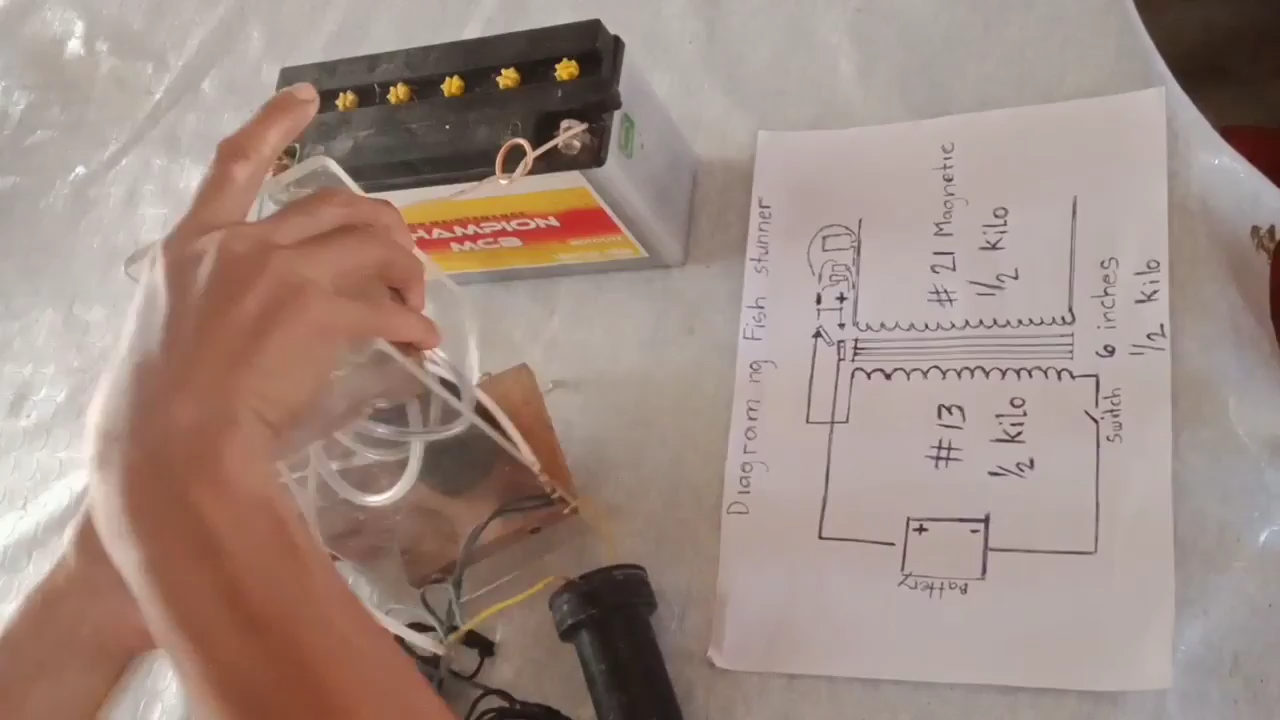 CHAMPION
MCB
Diagram ng Fish stunner
# 21 Magnetic
1/2 kilo
6 inches
1/2 kilo
#13
1/2 kilo
switch
+
-
Battery